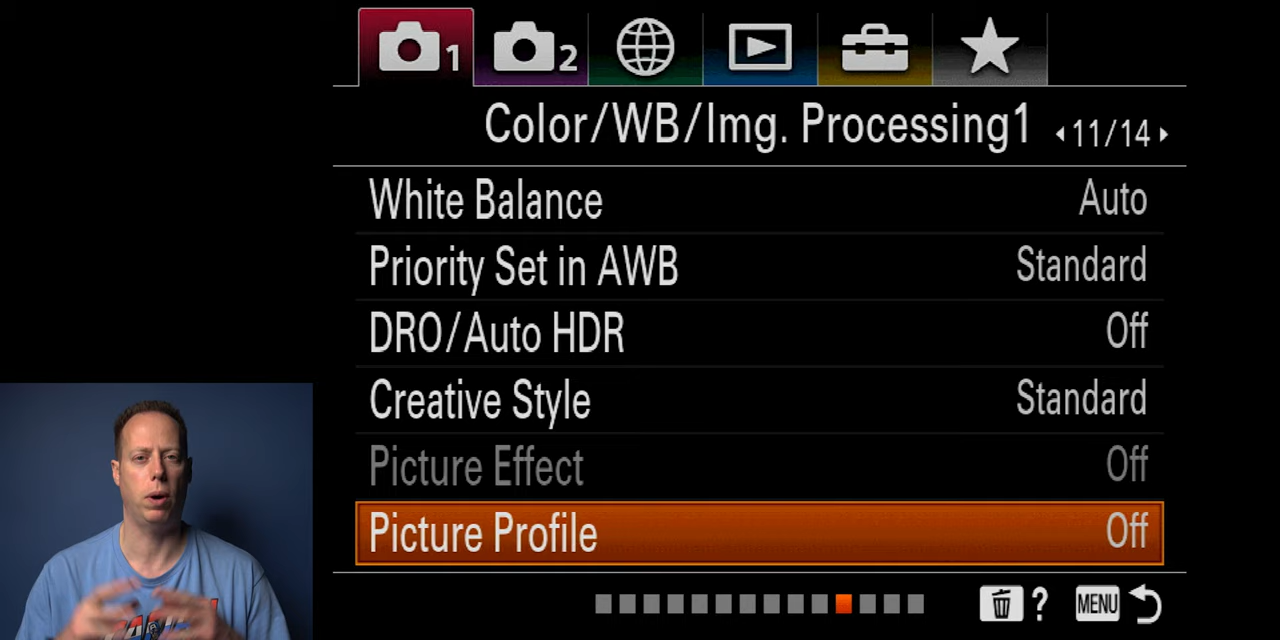 1 2
Color/WB/Img. Processing1 11/14
White Balance Auto
Priority Set in AWB Standard
DRO/Auto HDR Off
Creative Style Standard
Picture Effect Off
Picture Profile Off
? MENU